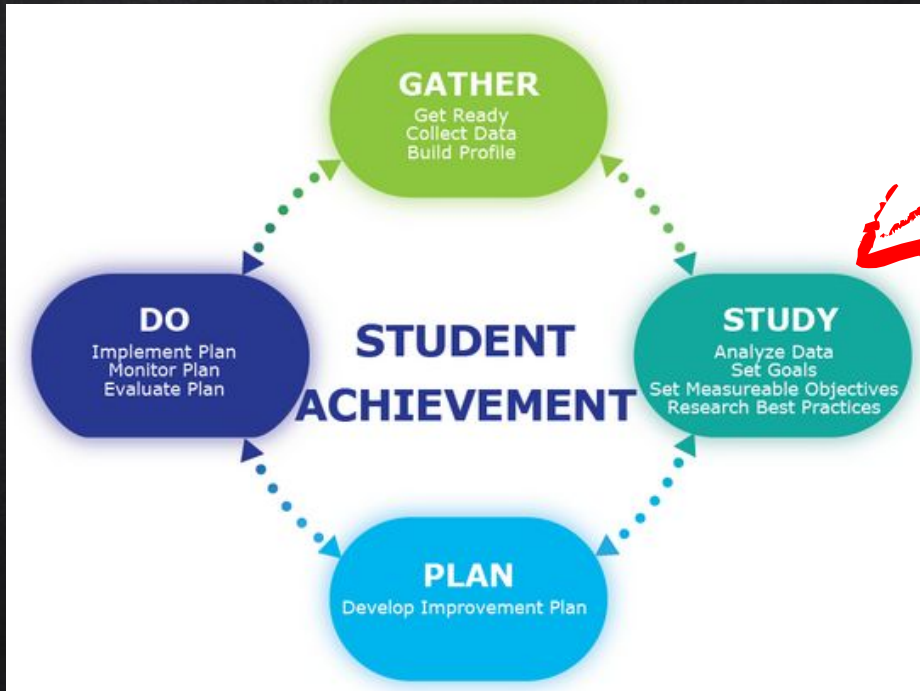 GATHER
Get Ready
Collect Data
Build Profile
DO
Implement Plan
Monitor Plan
Evaluate Plan
STUDENT
ACHIEVEMENT
STUDY
Analyze Data
Set Goals
Set Measureable Objectives
Research Best Practices
PLAN
Develop Improvement Plan